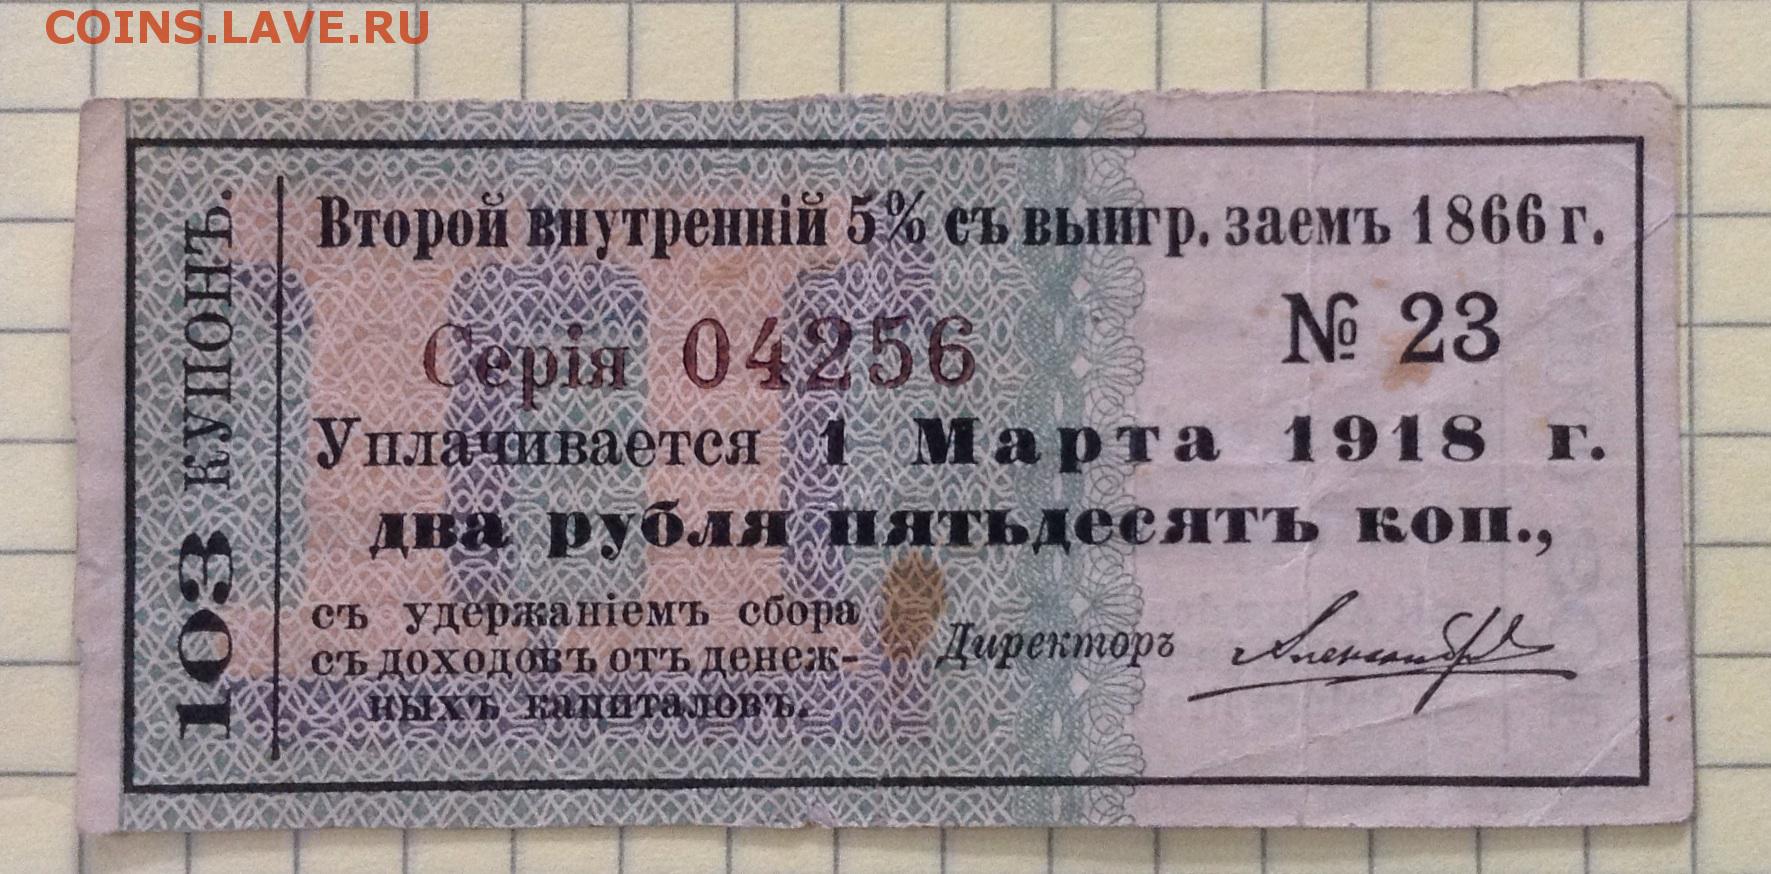 COINS.LAVE.RU
103 КУПОНЪ.
Второй внутренній 5% съ выигр. заемъ 1866 г.
№ 23
Серія 04256
Уплачивается 1 Марта 1918 г.
два рубля пятьдесятъ коп.,
съ удержаніемъ сбора
съ доходовъ отъ денеж-
ныхъ капиталовъ.
Директоръ